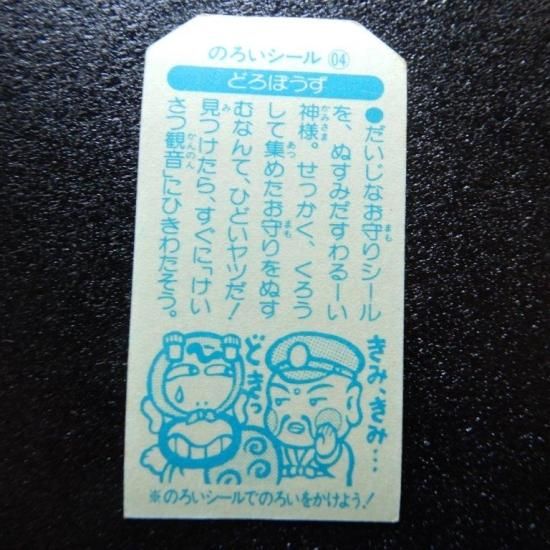 のろいシール 04
どろぼうず
●だいじなお守りシール
を、ぬすみだすわるーい
神様。せっかく、くろう
して集めたお守りをぬす
むなんて、ひどいヤツだ!
見つけたら、すぐに「けい
さつ観音」にひきわたそう。
きみ・きみ…
どきっ
※のろいシールでのろいをかけよう!